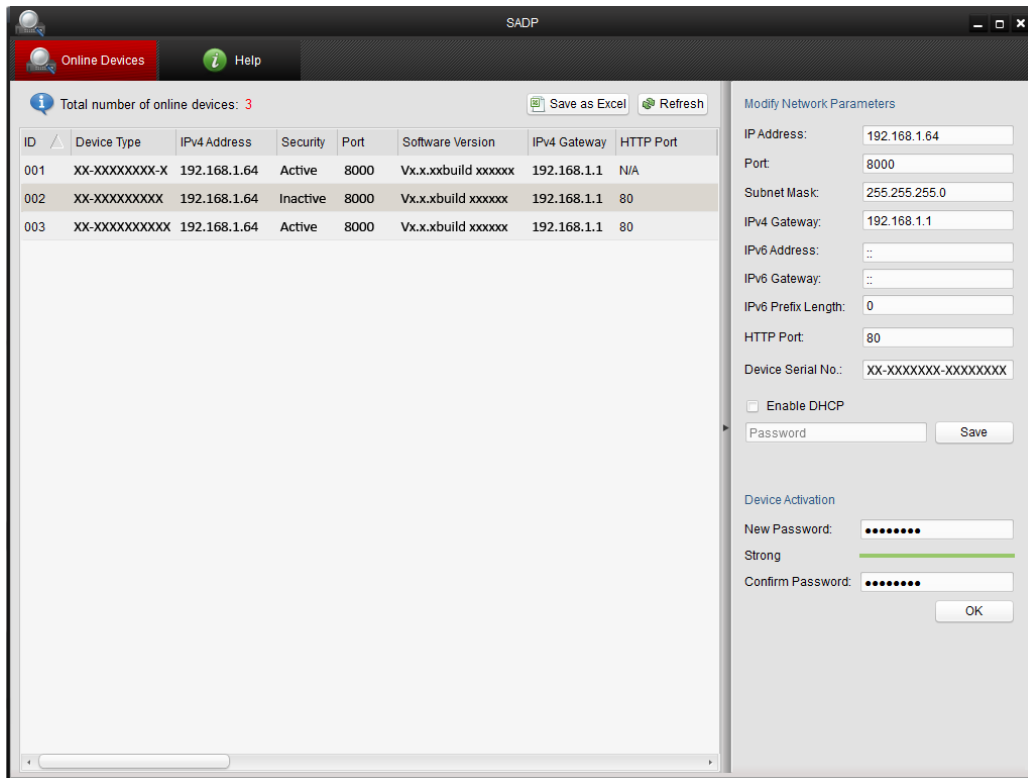 SADP
Online Devices Help
Total number of online devices: 3 Save as Excel Refresh
ID Device Type IPv4 Address Security Port Software Version IPv4 Gateway HTTP Port
001 XX-XXXXXXXX-X 192.168.1.64 Active 8000 Vx.x.xxbuild xxxxxx 192.168.1.1 N/A
002 XX-XXXXXXXXX 192.168.1.64 Inactive 8000 Vx.x.xbuild xxxxxx 192.168.1.1 80
003 XX-XXXXXXXXXX 192.168.1.64 Active 8000 Vx.x.xbuild xxxxxx 192.168.1.1 80
Modify Network Parameters
IP Address: 192.168.1.64
Port: 8000
Subnet Mask: 255.255.255.0
IPv4 Gateway: 192.168.1.1
IPv6 Address: ::
IPv6 Gateway: ::
IPv6 Prefix Length: 0
HTTP Port: 80
Device Serial No.: XX-XXXXXXX-XXXXXXXX
Enable DHCP
Password Save
Device Activation
New Password: ●●●●●●●●
Strong
Confirm Password: ●●●●●●●●
OK